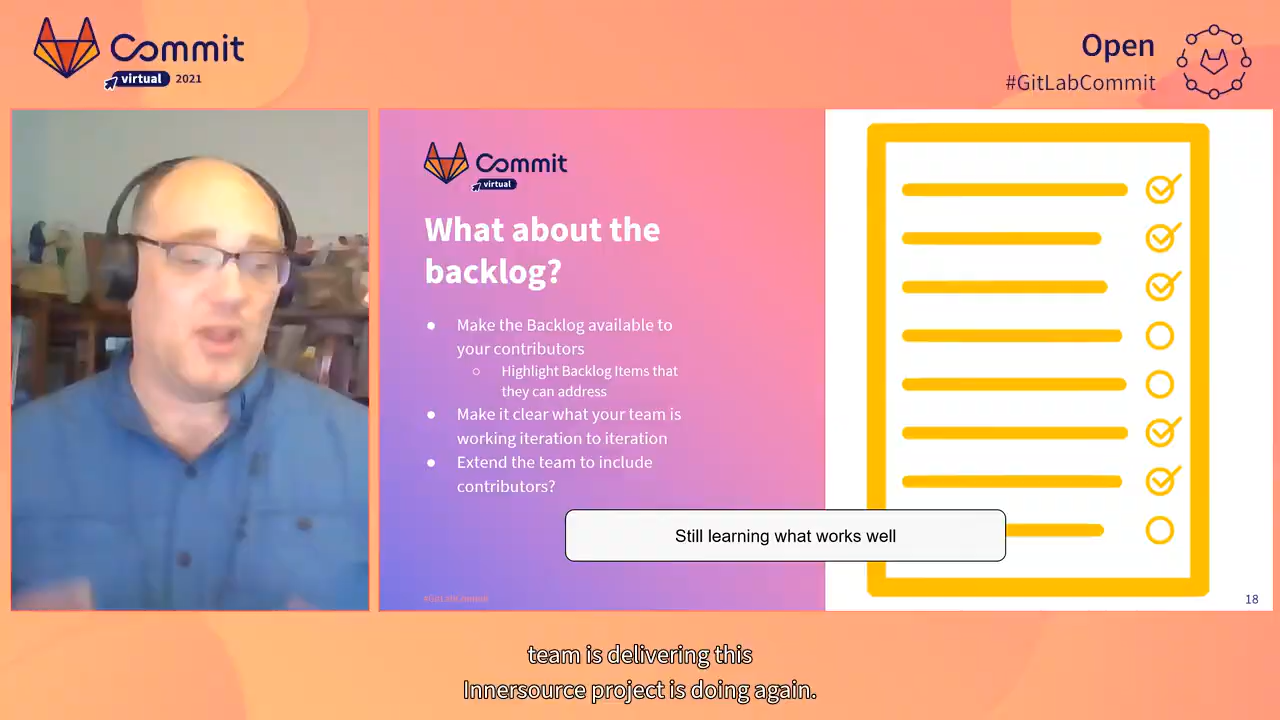 Commit
virtual 2021
Open
#GitLabCommit
Commit
virtual
What about the
backlog?
● Make the Backlog available to
your contributors
○ Highlight Backlog Items that
they can address
● Make it clear what your team is
working iteration to iteration
● Extend the team to include
contributors?
Still learning what works well
#GitLabCommit
18
team is delivering this
Innersource project is doing again.